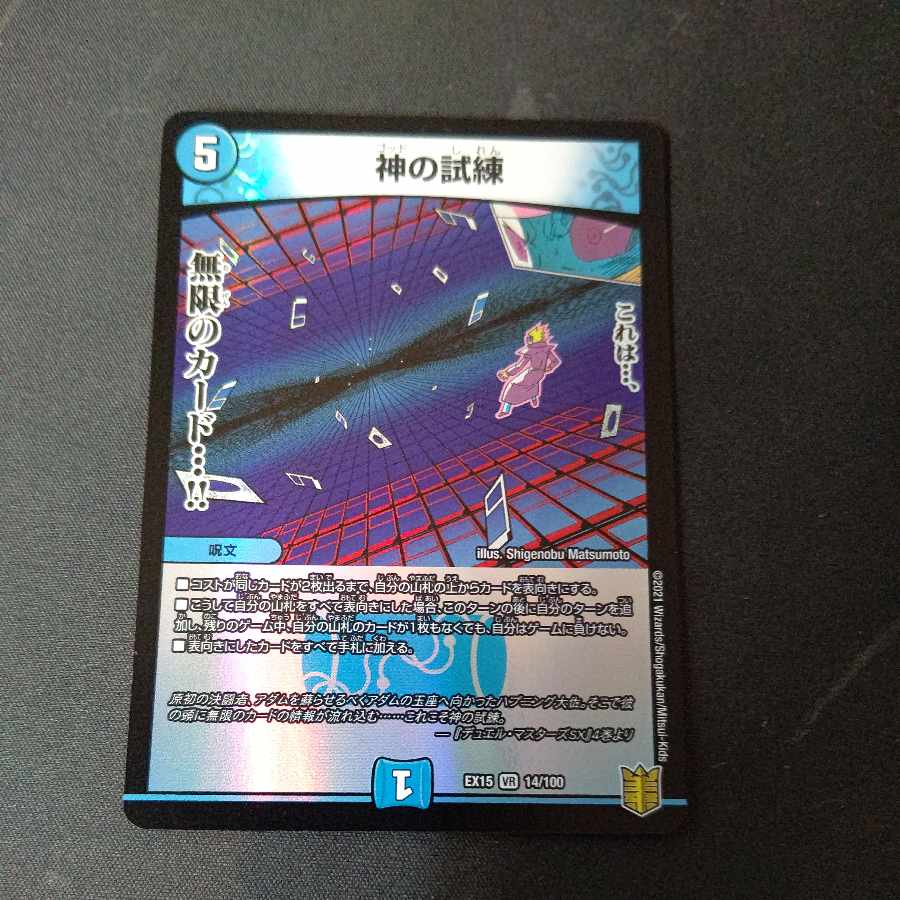 5
神の試練
ゴッド しれん
無限のカード…!!
これは…、
呪文
illus. Shigenobu Matsumoto
■コストが同じカードが2枚出るまで、自分の山札の上からカードを表向きにする。
■こうして自分の山札をすべて表向きにした場合、このターンの後に自分のターンを追
加し、残りのゲーム中、自分の山札のカードが1枚もなくても、自分はゲームに負けない。
■表向きにしたカードをすべて手札に加える。
原初の決闘者、アダムを蘇らせるべくアダムの玉座へ向かったハプニング大佐。そこで彼
の頭に無限のカードの情報が流れ込む……これこそ神の試練。
―『デュエル・マスターズSX』4巻より
©2021 Wizards/Shogakukan/Mitsui-Kids
1
EX15 VR 14/100